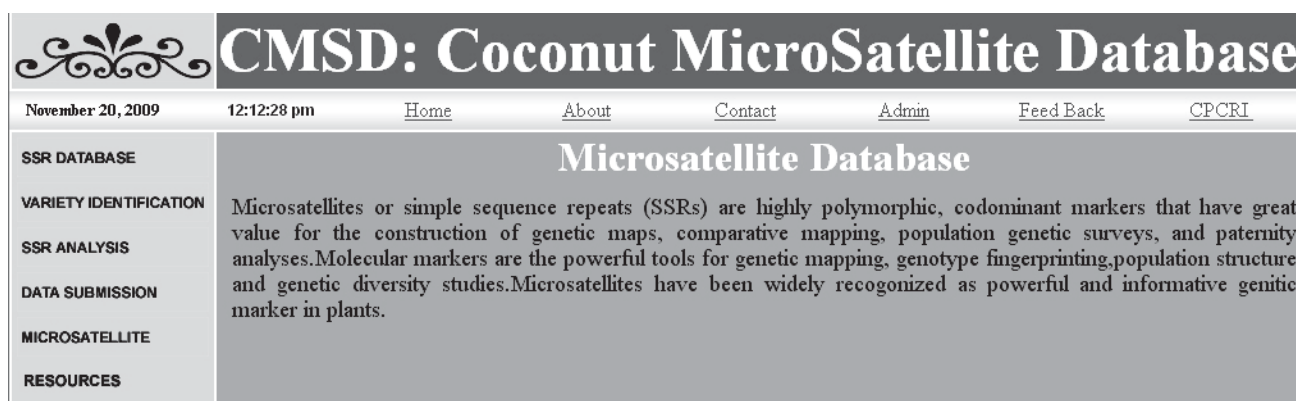 CMSD: Coconut MicroSatellite Database
November 20, 2009 12:12:28 pm Home About Contact Admin Feed Back CPCRI
SSR DATABASE
VARIETY IDENTIFICATION
SSR ANALYSIS
DATA SUBMISSION
MICROSATELLITE
RESOURCES
Microsatellite Database
Microsatellites or simple sequence repeats (SSRs) are highly polymorphic, codominant markers that have great
value for the construction of genetic maps, comparative mapping, population genetic surveys, and paternity
analyses.Molecular markers are the powerful tools for genetic mapping, genotype fingerprinting,population structure
and genetic diversity studies.Microsatellites have been widely recogonized as powerful and informative genitic
marker in plants.